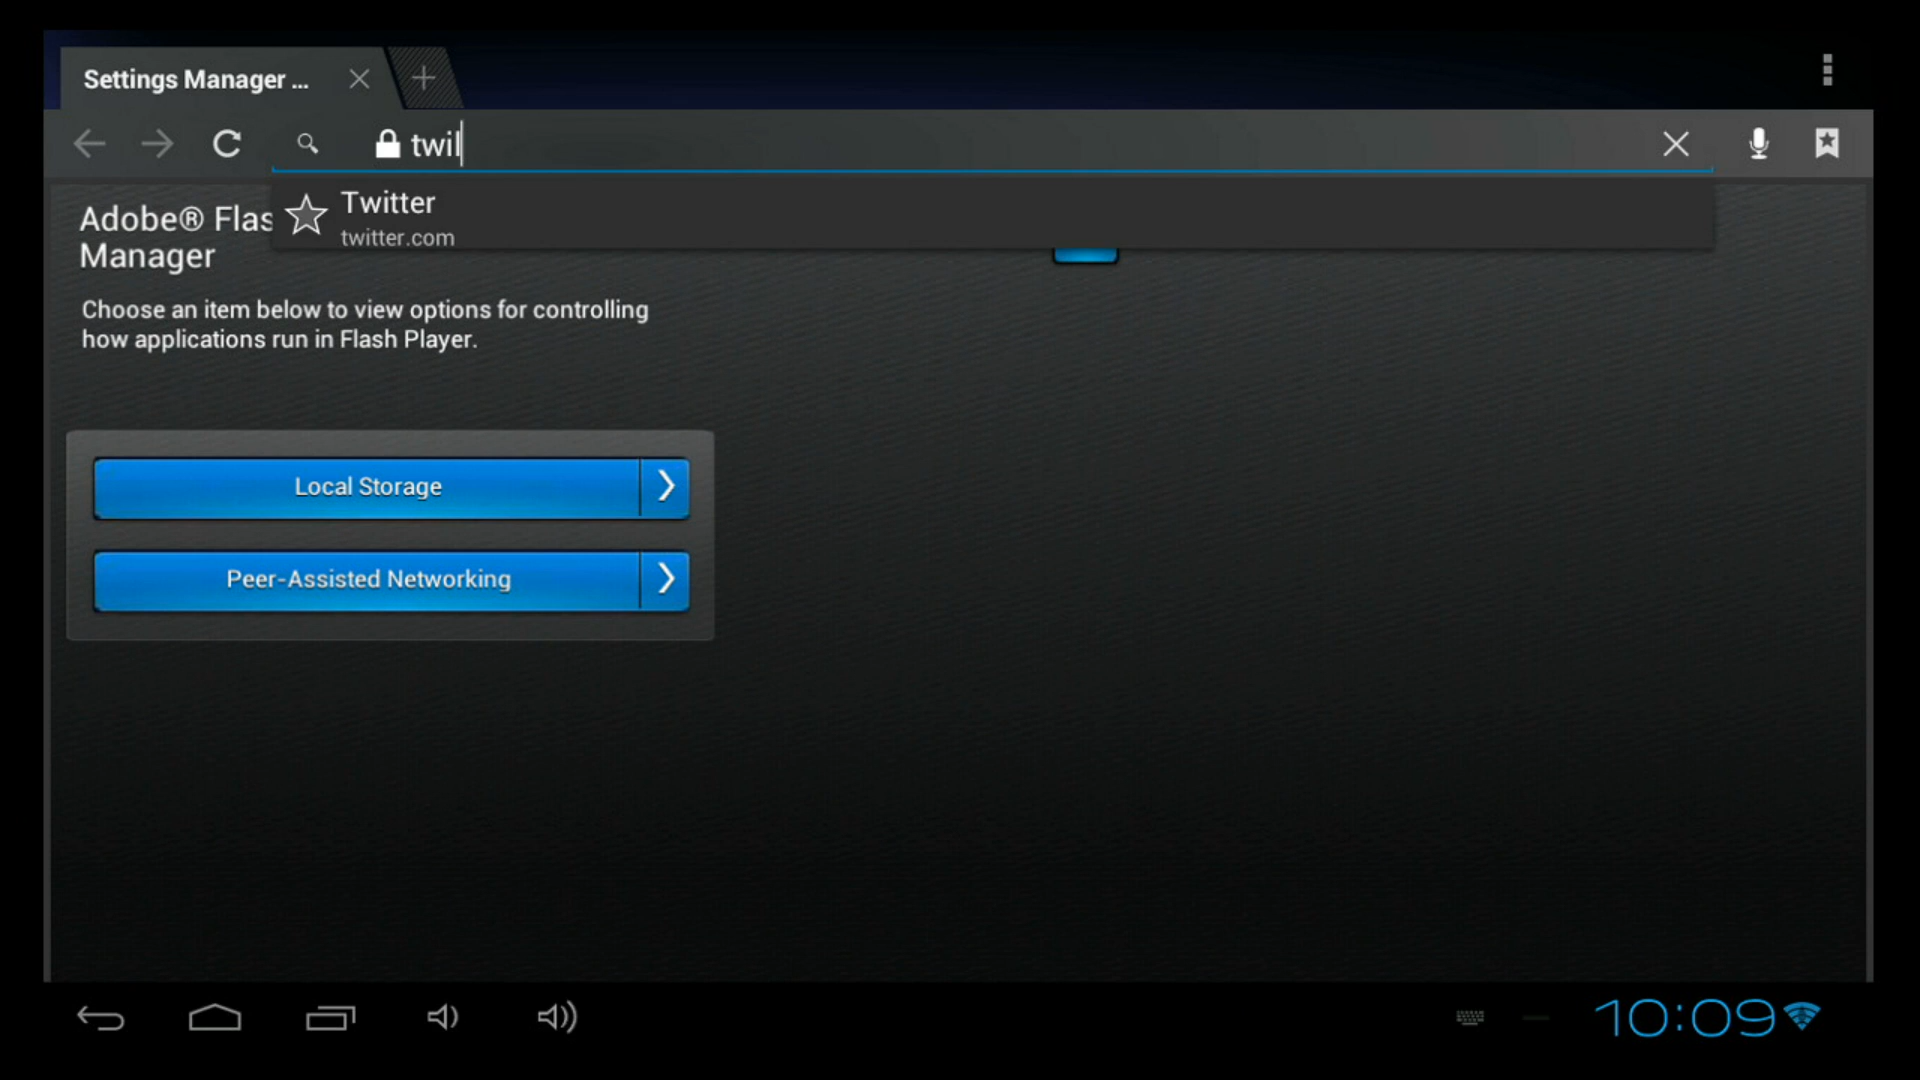 Settings Manager ...
twil
Twitter
twitter.com
Adobe® Flas
Manager
Choose an item below to view options for controlling
how applications run in Flash Player.
Local Storage
Peer-Assisted Networking
10:09